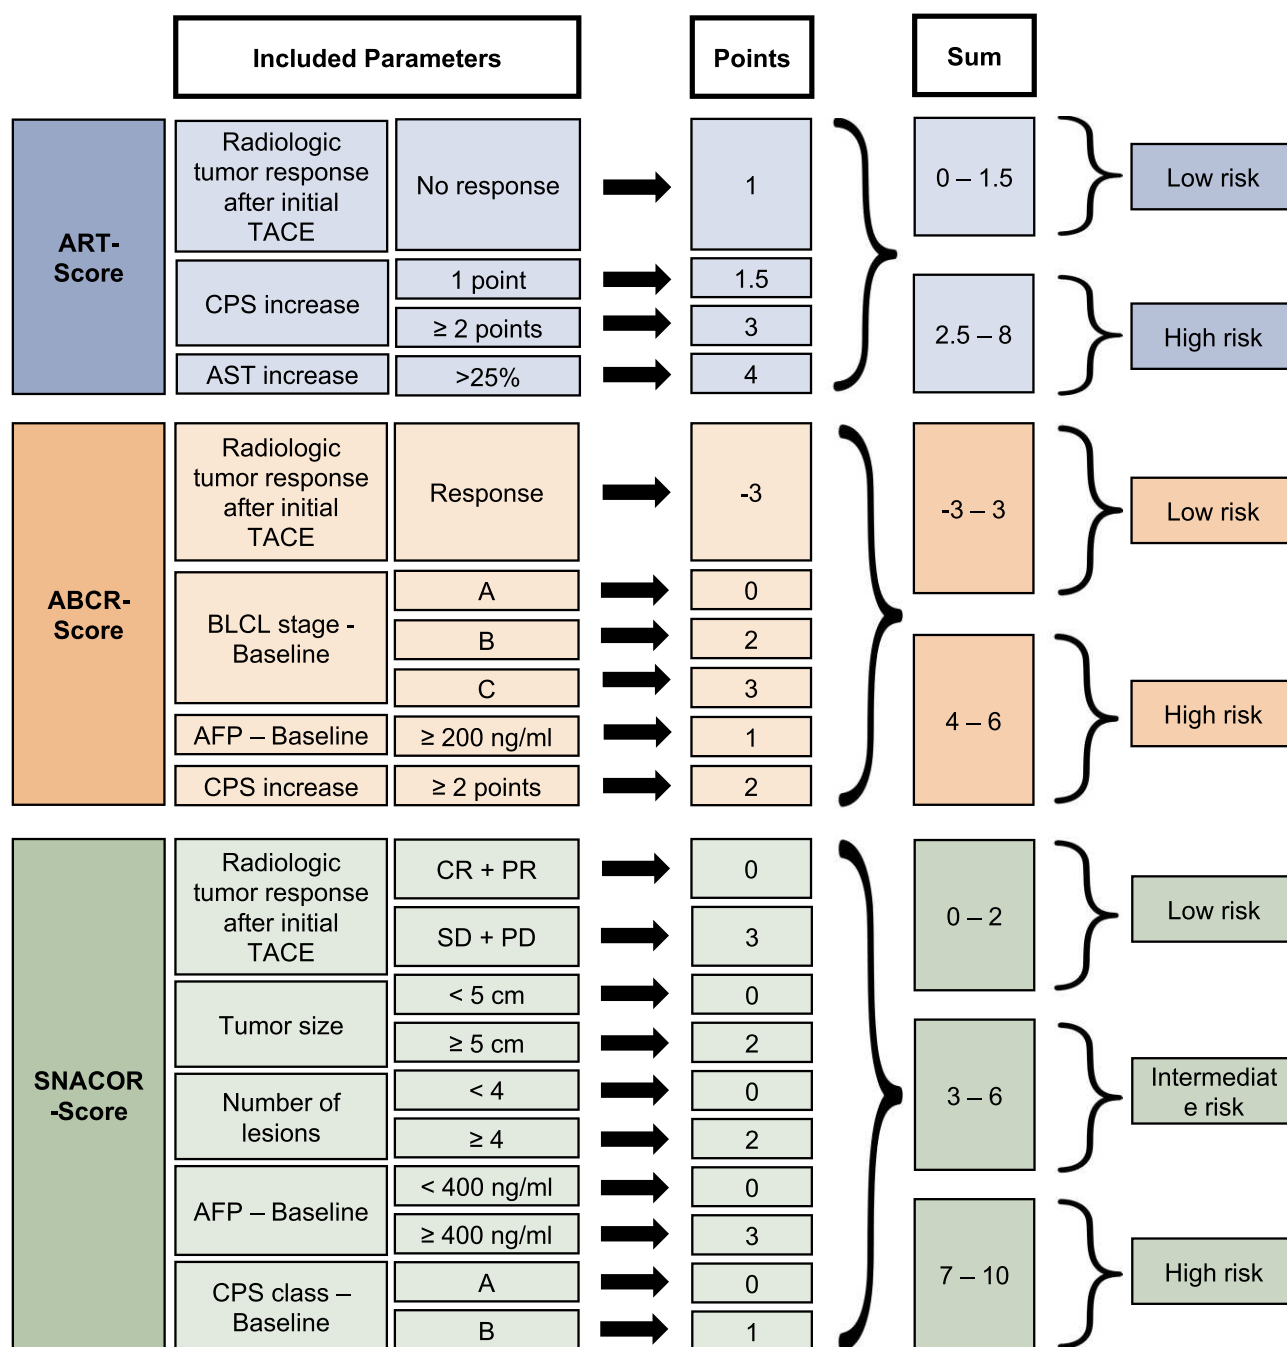 Included Parameters
Points
Sum
ART-
Score
Radiologic
tumor response
after initial
TACE
No response
1
CPS increase
1 point
1.5
≥ 2 points
3
AST increase
>25%
4
0 – 1.5
Low risk
2.5 – 8
High risk
ABCR-
Score
Radiologic
tumor response
after initial
TACE
Response
-3
BLCL stage -
Baseline
A
0
B
2
C
3
AFP – Baseline
≥ 200 ng/ml
1
CPS increase
≥ 2 points
2
-3 – 3
Low risk
4 – 6
High risk
SNACOR
-Score
Radiologic
tumor response
after initial
TACE
CR + PR
0
SD + PD
3
Tumor size
< 5 cm
0
≥ 5 cm
2
Number of
lesions
< 4
0
≥ 4
2
AFP – Baseline
< 400 ng/ml
0
≥ 400 ng/ml
3
CPS class –
Baseline
A
0
B
1
0 – 2
Low risk
3 – 6
Intermediat
e risk
7 – 10
High risk